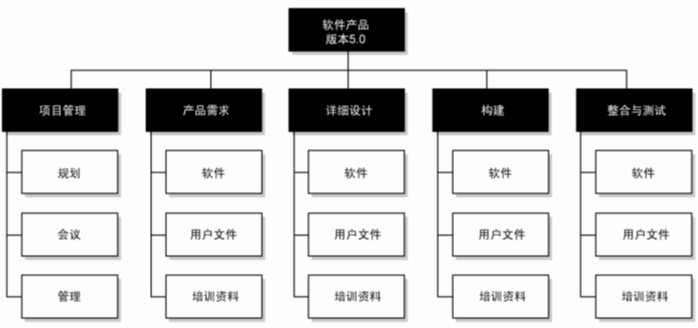 软件产品
版本5.0
项目管理
产品需求
详细设计
构建
整合与测试
规划
软件
软件
软件
软件
会议
用户文件
用户文件
用户文件
用户文件
管理
培训资料
培训资料
培训资料
培训资料